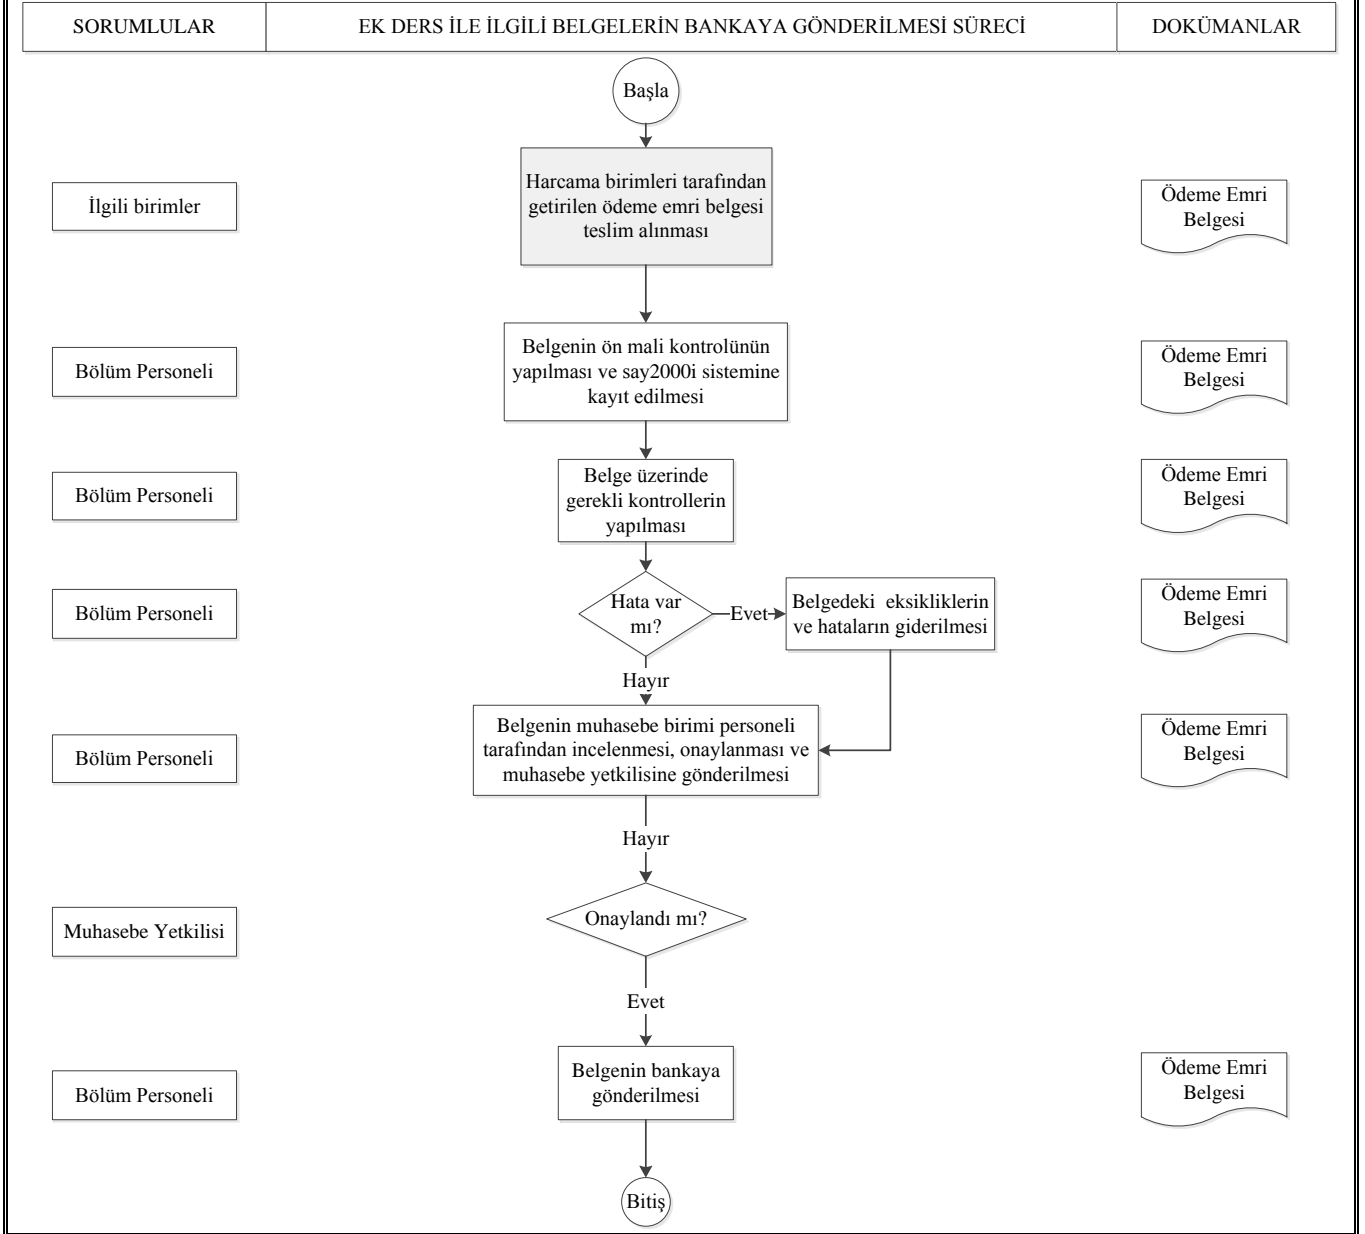 SORUMLULAR
EK DERS İLE İLGİLİ BELGELERİN BANKAYA GÖNDERİLMESİ SÜRECİ
DOKÜMANLAR
Başla
İlgili birimler
Harcama birimleri tarafından
getirilen ödeme emri belgesi
teslim alınması
Ödeme Emri
Belgesi
Bölüm Personeli
Belgenin ön mali kontrolünün
yapılması ve say2000i sistemine
kayıt edilmesi
Ödeme Emri
Belgesi
Bölüm Personeli
Belge üzerinde
gerekli kontrollerin
yapılması
Ödeme Emri
Belgesi
Bölüm Personeli
Hata var
mı?
Evet
Belgedeki  eksikliklerin
ve hataların giderilmesi
Ödeme Emri
Belgesi
Hayır
Bölüm Personeli
Belgenin muhasebe birimi personeli
tarafından incelenmesi, onaylanması ve
muhasebe yetkilisine gönderilmesi
Ödeme Emri
Belgesi
Hayır
Muhasebe Yetkilisi
Onaylandı mı?
Evet
Bölüm Personeli
Belgenin bankaya
gönderilmesi
Ödeme Emri
Belgesi
Bitiş